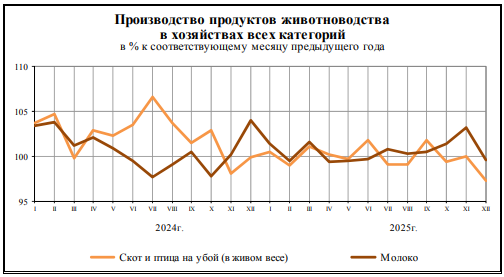 Производство продуктов животноводства
в хозяйствах всех категорий
в % к соответствующему месяцу предыдущего года
110
105
100
95
I II III IV V VI VII VIII IX X XI XII I II III IV V VI VII VIII IX X XI XII
2024г. 2025г.
Скот и птица на убой (в живом весе) Молоко